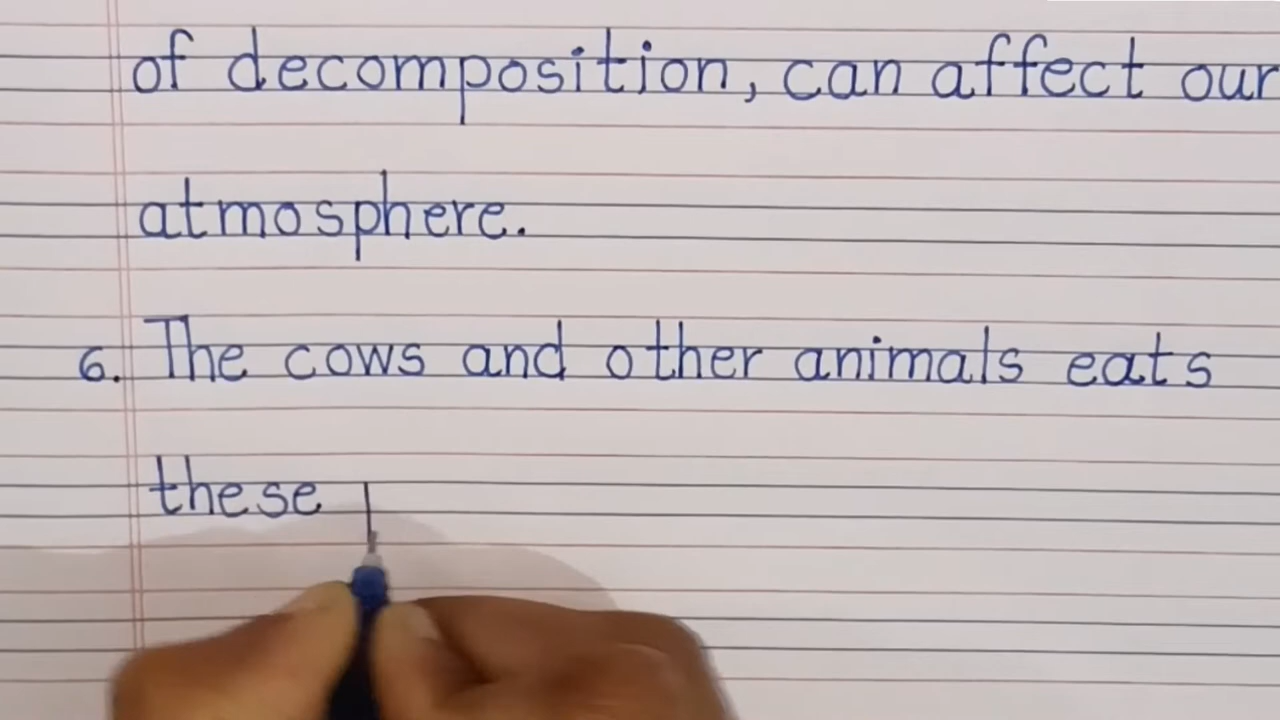 of decomposition, can affect our
atmosphere.
6. The cows and other animals eats
these